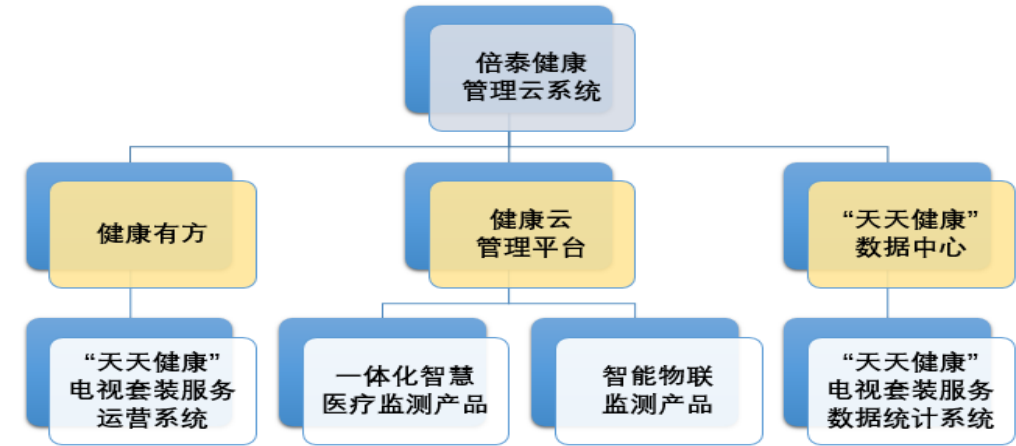 倍泰健康
管理云系统
健康有方
健康云
管理平台
“天天健康”
数据中心
“天天健康”
电视套装服务
运营系统
一体化智慧
医疗监测产品
智能物联
监测产品
“天天健康”
电视套装服务
数据统计系统